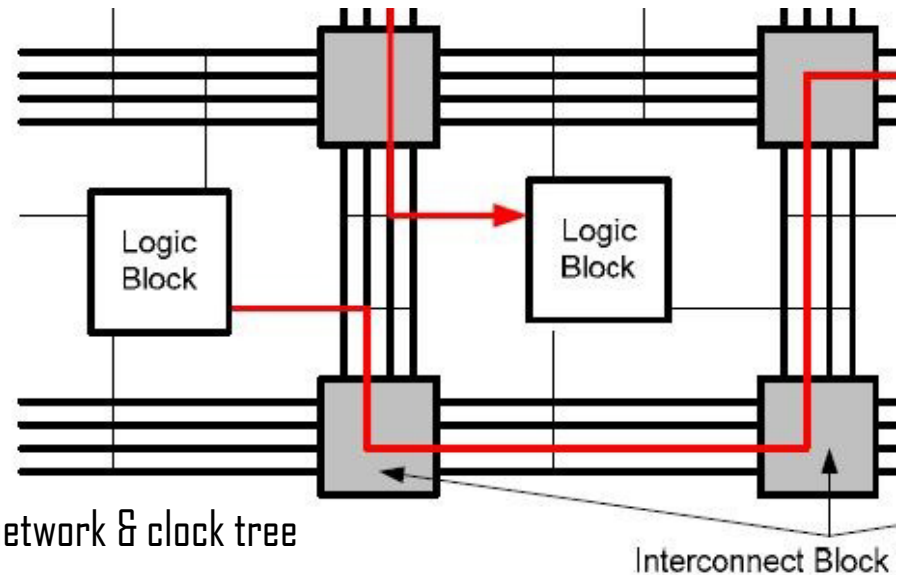 Logic
Block
Logic
Block
etwork & clock tree
Interconnect Block